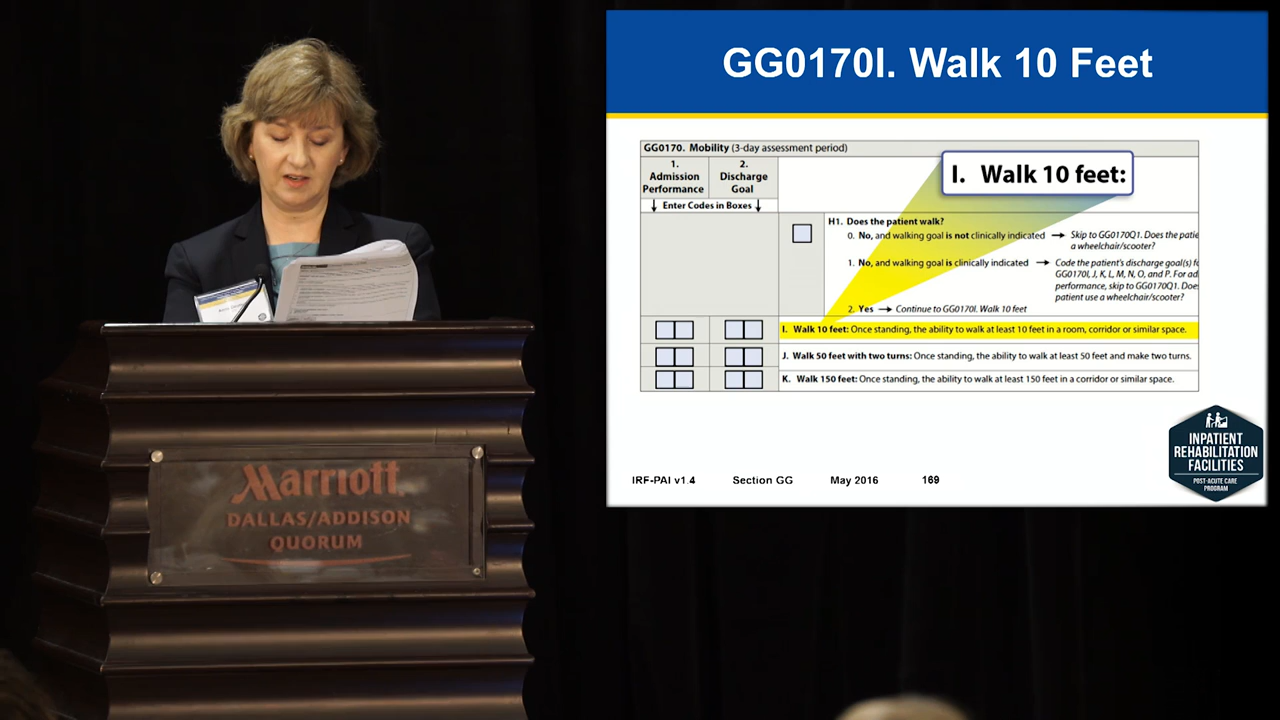 GG0170I. Walk 10 Feet
GG0170. Mobility (3-day assessment period)
1.
Admission
Performance
2.
Discharge
Goal
↓ Enter Codes in Boxes ↓
I. Walk 10 feet:
H1. Does the patient walk?
0. No, and walking goal is not clinically indicated → Skip to GG0170Q1. Does the patie
a wheelchair/scooter?
1. No, and walking goal is clinically indicated → Code the patient's discharge goal(s) f
GG0170I, J, K, L, M, N, O, and P. For ad
performance, skip to GG0170Q1. Doe
patient use a wheelchair/scooter?
2. Yes → Continue to GG0170I. Walk 10 feet
I. Walk 10 feet: Once standing, the ability to walk at least 10 feet in a room, corridor or similar space.
J. Walk 50 feet with two turns: Once standing, the ability to walk at least 50 feet and make two turns.
K. Walk 150 feet: Once standing, the ability to walk at least 150 feet in a corridor or similar space.
INPATIENT
REHABILITATION
FACILITIES
POST-ACUTE CARE
PROGRAM
IRF-PAI v1.4 Section GG May 2016 169
Marriott
DALLAS/ADDISON
QUORUM